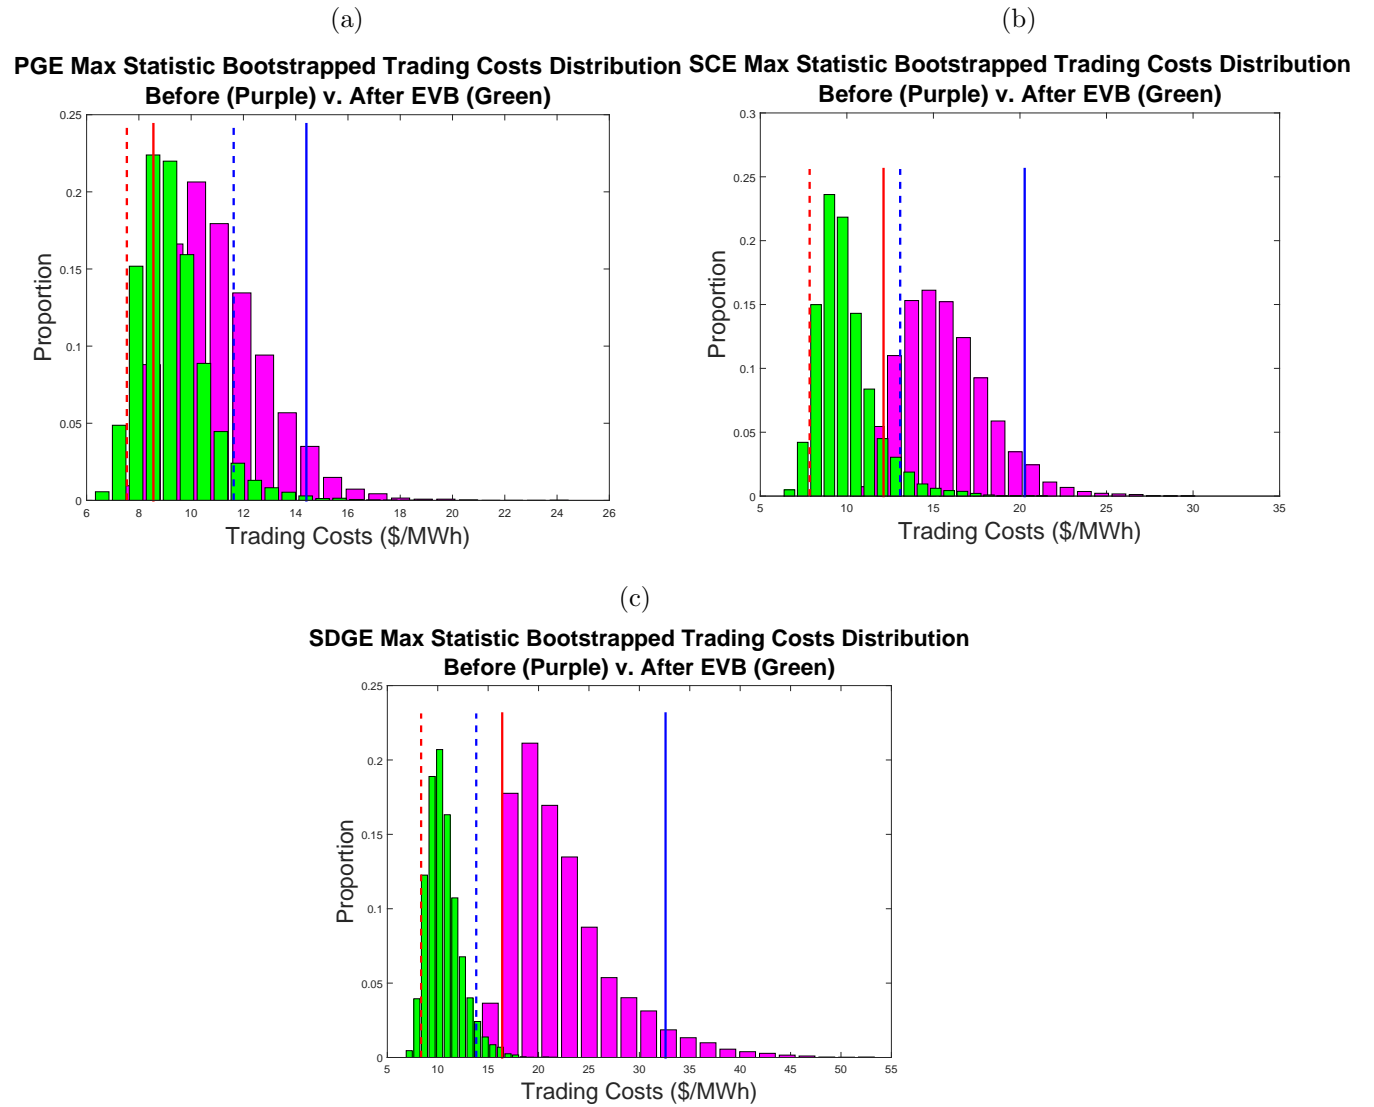 (a)
PGE Max Statistic Bootstrapped Trading Costs Distribution
Before (Purple) v. After EVB (Green)
0.25
0.2
0.15
0.1
0.05
0
Proportion
6 8 10 12 14 16 18 20 22 24 26
Trading Costs ($/MWh)
(b)
SCE Max Statistic Bootstrapped Trading Costs Distribution
Before (Purple) v. After EVB (Green)
0.3
0.25
0.2
0.15
0.1
0.05
0
Proportion
5 10 15 20 25 30 35
Trading Costs ($/MWh)
(c)
SDGE Max Statistic Bootstrapped Trading Costs Distribution
Before (Purple) v. After EVB (Green)
0.25
0.2
0.15
0.1
0.05
0
Proportion
5 10 15 20 25 30 35 40 45 50 55
Trading Costs ($/MWh)